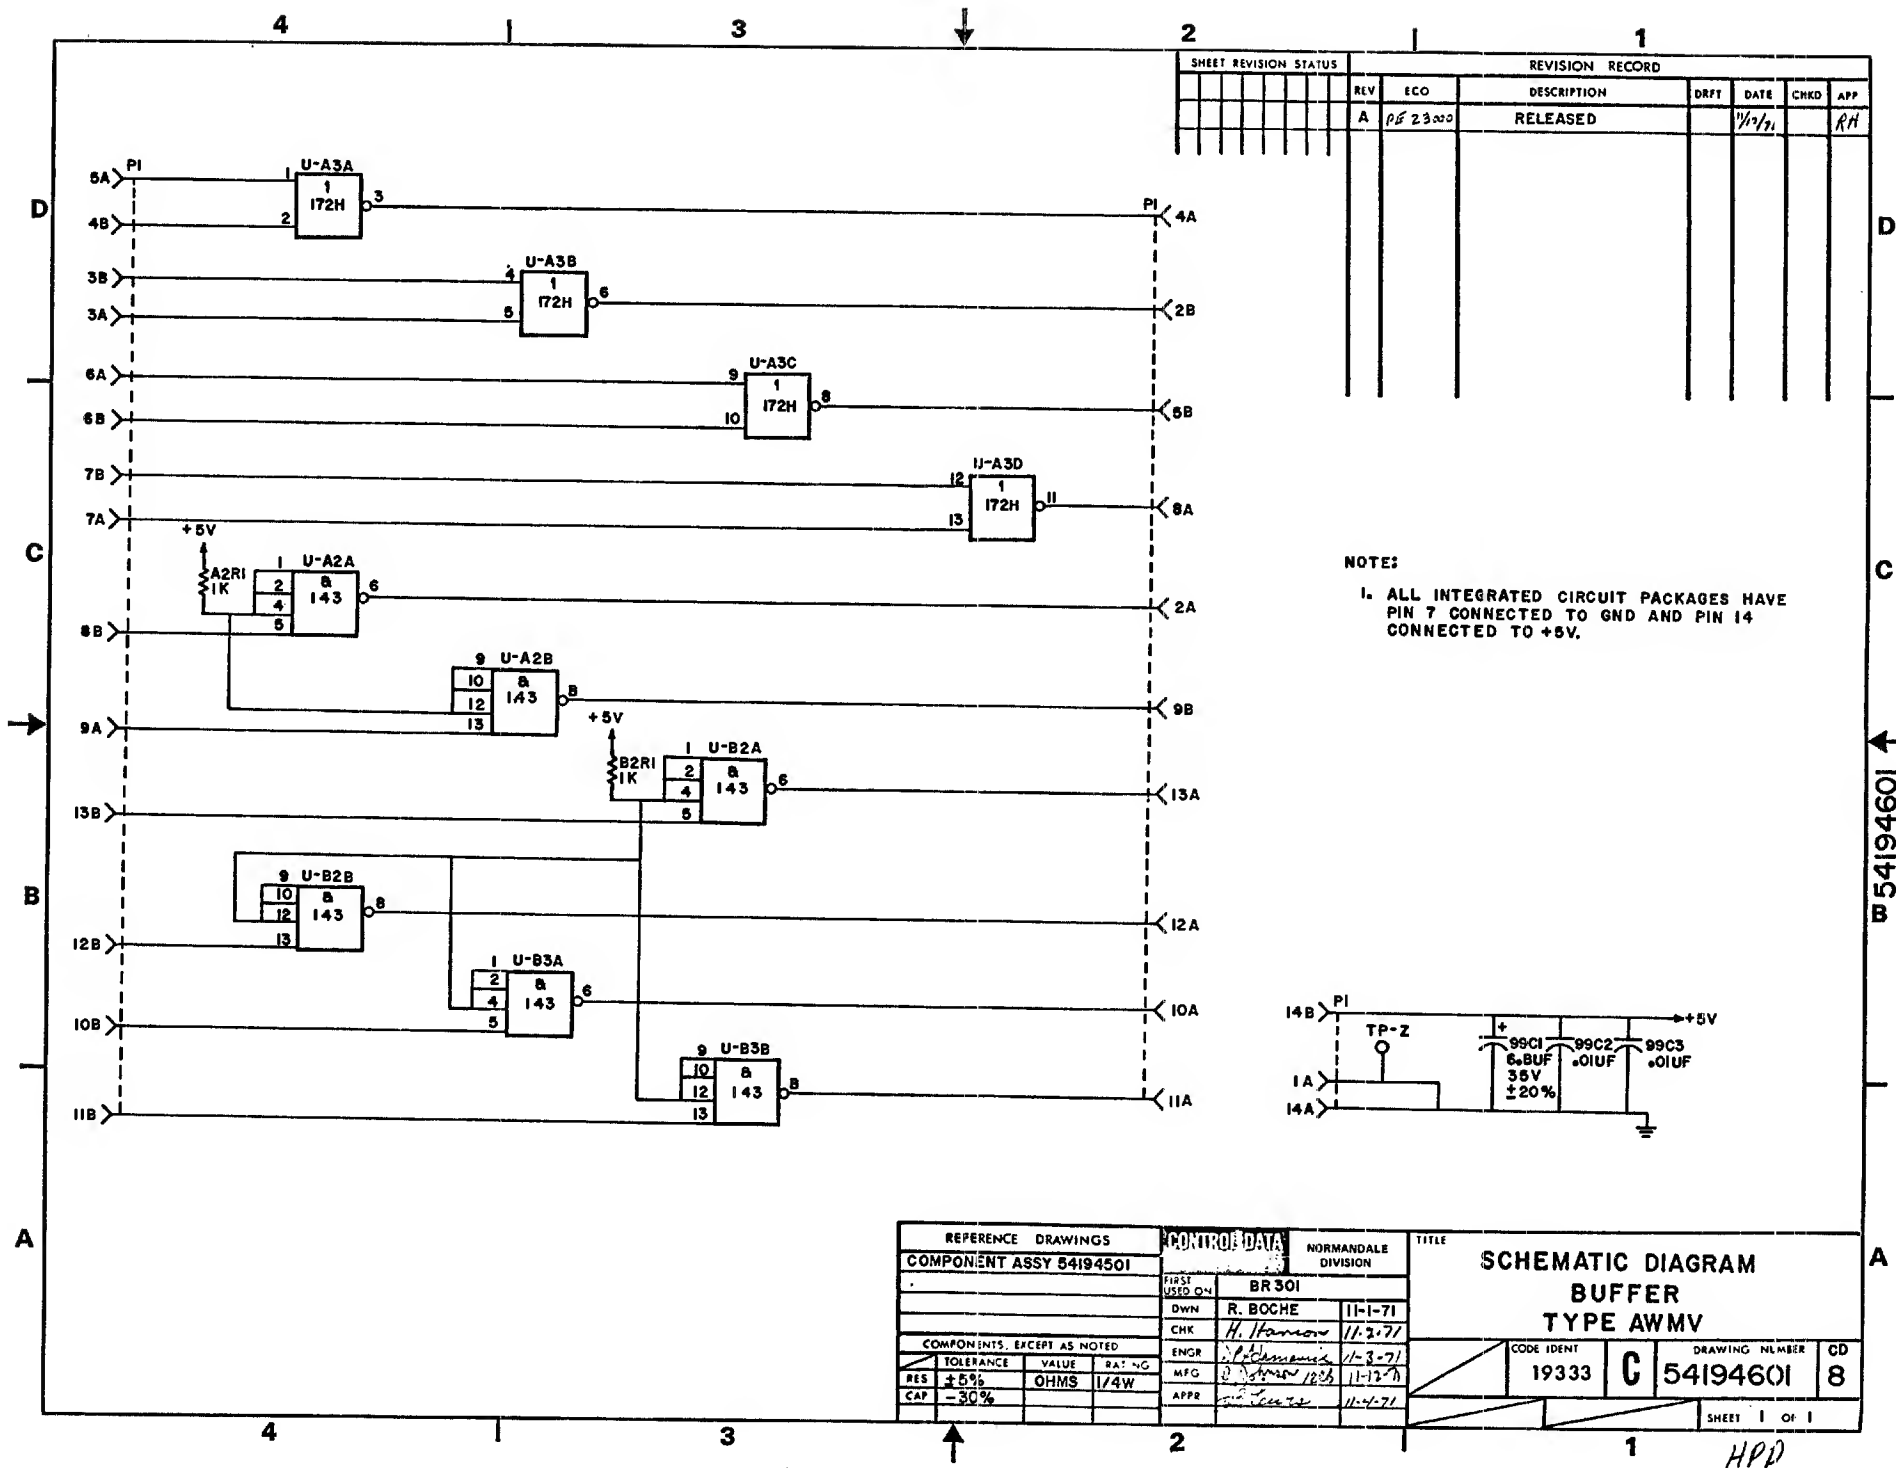 4 3 2 1
SHEET REVISION STATUS
REVISION RECORD
REV ECO DESCRIPTION DRFT DATE CHKD APP
A PE 23000 RELEASED RH
D
D
P1
5A 1 U-A3A 1 172H 3
4B 2
P1 4A
3B 4 U-A3B 1 172H 6 2B
3A 5
6A 9 U-A3C 1 172H 8 5B
6B 10
7B 12 U-A3D 1 172H 11 8A
7A 13
C
C
+5V
A2R1
1K
1 U-A2A
2 & 6
4 143 2A
8B 5
9 U-A2B
10 & 8
12 143 9B
9A 13
NOTE:
1. ALL INTEGRATED CIRCUIT PACKAGES HAVE
PIN 7 CONNECTED TO GND AND PIN 14
CONNECTED TO +5V.
+5V
B2R1
1K
1 U-B2A
2 & 6
4 143 13A
13B 5
B
B
54194601
9 U-B2B
10 & 8
12 143 12A
12B 13
1 U-B3A
2 & 6
4 143 10A
10B 5
9 U-B3B
10 & 8
12 143 11A
11B 13
14B P1 +5V
TP-Z
99C1
6.8UF
35V
±20%
99C2
.01UF
99C3
.01UF
1A
14A
A
A
REFERENCE DRAWINGS
COMPONENT ASSY 54194501
COMPONENTS, EXCEPT AS NOTED
TOLERANCE VALUE RATING
RES ±5% OHMS 1/4W
CAP -30%
CONTROL DATA
NORMANDALE
DIVISION
FIRST
USED ON BR301
DWN R. BOCHE 11-1-71
CHK H. Hanson 11-2-71
ENGR 11-3-71
MFG 11-12-71
APPR 11-4-71
TITLE
SCHEMATIC DIAGRAM
BUFFER
TYPE AWMV
CODE IDENT
19333
C
DRAWING NUMBER
54194601
CD
8
SHEET 1 OF 1
4 3 2 1
HPD